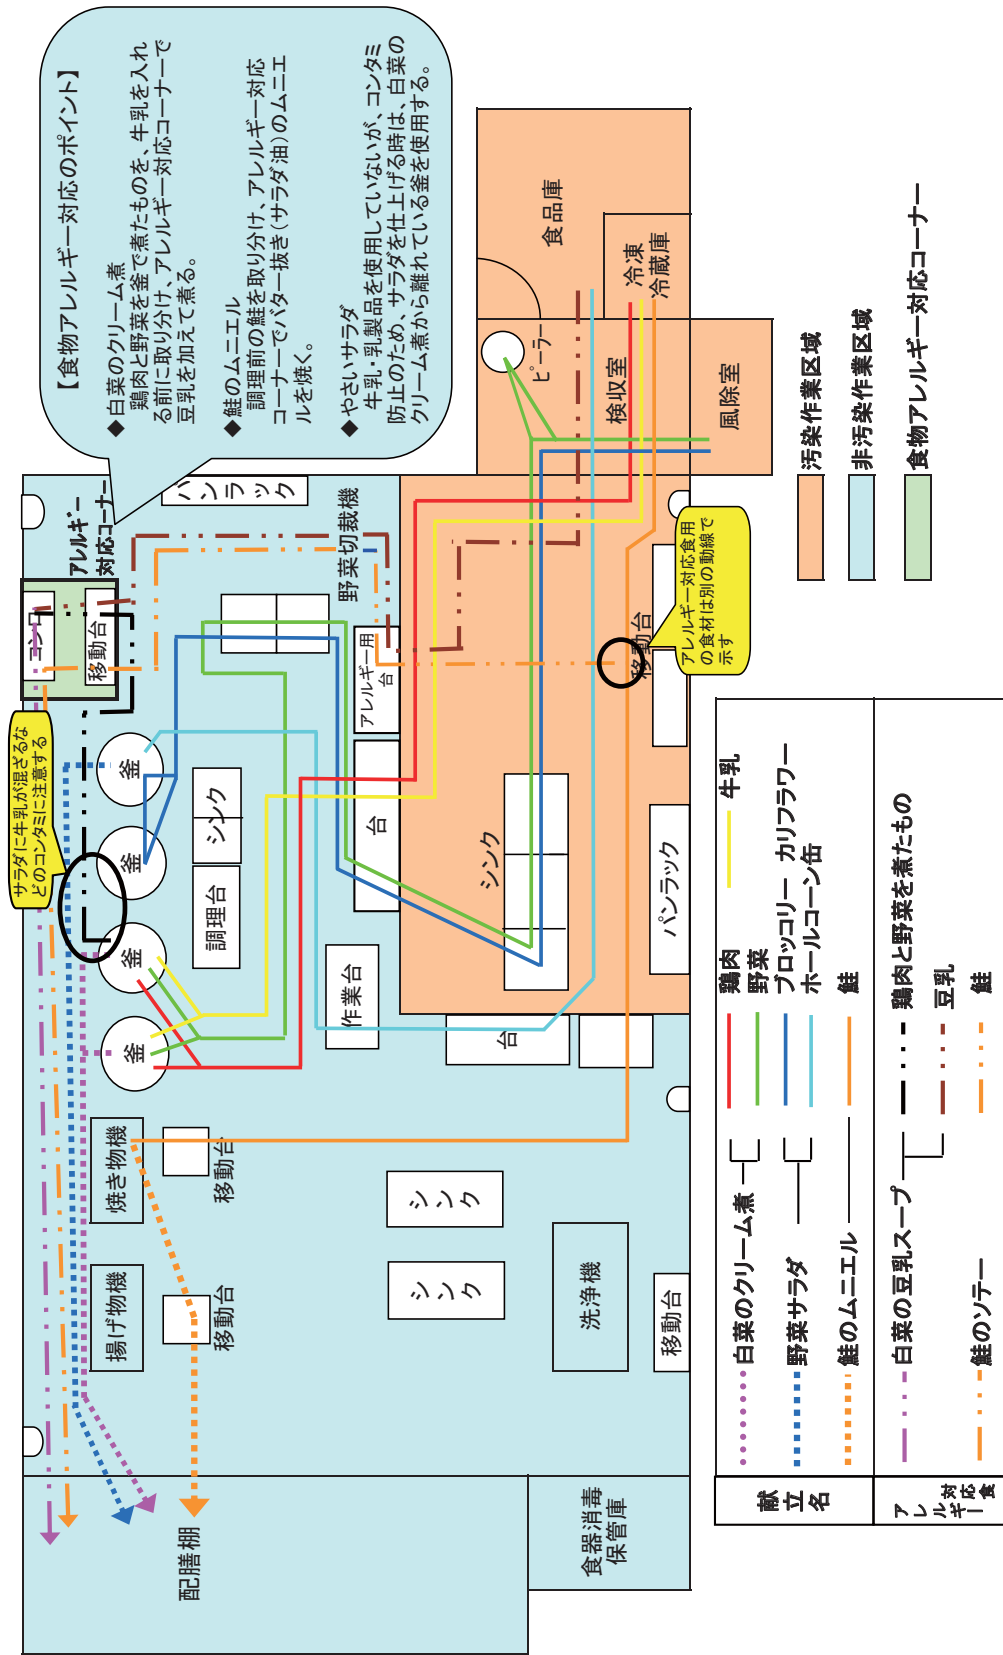 【食物アレルギー対応のポイント】
◆ 白菜のクリーム煮
鶏肉と野菜を釜で煮たものを、牛乳を入れ
る前に取り分け、アレルギー対応コーナーで
豆乳を加えて煮る。
◆ 鮭のムニエル
調理前の鮭を取り分け、アレルギー対応
コーナーでバター抜き(サラダ油)のムニエ
ルを焼く。
◆ やさいサラダ
牛乳・乳製品を使用していないが、コンタミ
防止のため、サラダを仕上げる時は、白菜の
クリーム煮から離れている釜を使用する。
サラダに牛乳が混ざるな
どのコンタミに注意する
アレルギー
対応コーナー
コンロ
移動台
パンラック
野菜切裁機
アレルギー用
台
台
釜
釜
釜
釜
シンク
調理台
作業台
台
焼き物機
移動台
揚げ物機
移動台
シンク
シンク
洗浄機
移動台
配膳棚
食器消毒
保管庫
シンク
パンラック
移動台
アレルギー対応食用
の食材は別の動線で
示す
ピーラー
検収室
風除室
食品庫
冷凍
冷蔵庫
汚染作業区域
非汚染作業区域
食物アレルギー対応コーナー
献立名
白菜のクリーム煮
鶏肉
牛乳
野菜
野菜サラダ
ブロッコリー カリフラワー
ホールコーン缶
鮭のムニエル
鮭
アレルギー対応食
白菜の豆乳スープ
鶏肉と野菜を煮たもの
豆乳
鮭のソテー
鮭